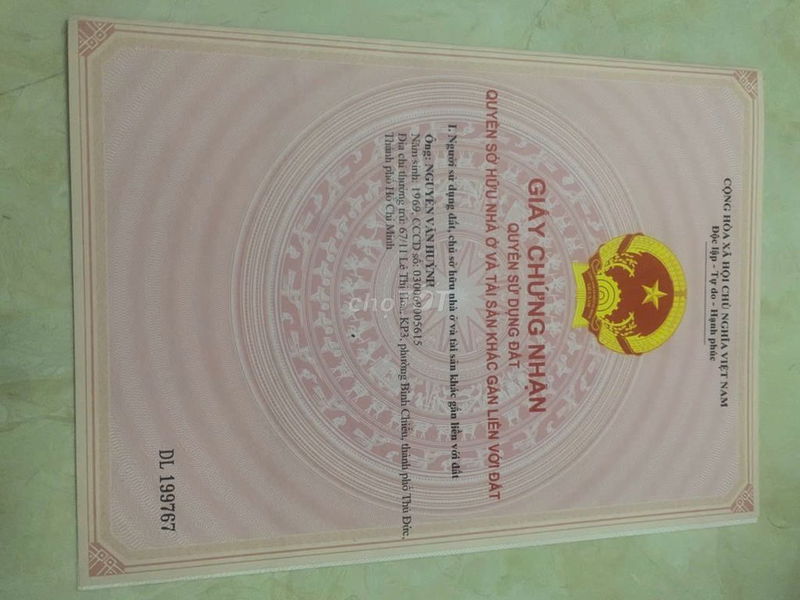 CỘNG HÒA XÃ HỘI CHỦ NGHĨA VIỆT NAM
Độc lập - Tự do - Hạnh phúc
GIẤY CHỨNG NHẬN
QUYỀN SỬ DỤNG ĐẤT
QUYỀN SỞ HỮU NHÀ Ở VÀ TÀI SẢN KHÁC GẮN LIỀN VỚI ĐẤT
I. Người sử dụng đất, chủ sở hữu nhà ở và tài sản khác gắn liền với đất
Ông: NGUYỄN VĂN HUỲNH
Năm sinh: 1969, CCCD số: 030069005615
Địa chỉ thường trú: 67/11 Lê Thị KP3, phường Bình Chiểu, thành phố Thủ Đức,
Thành phố Hồ Chí Minh
DL 199767